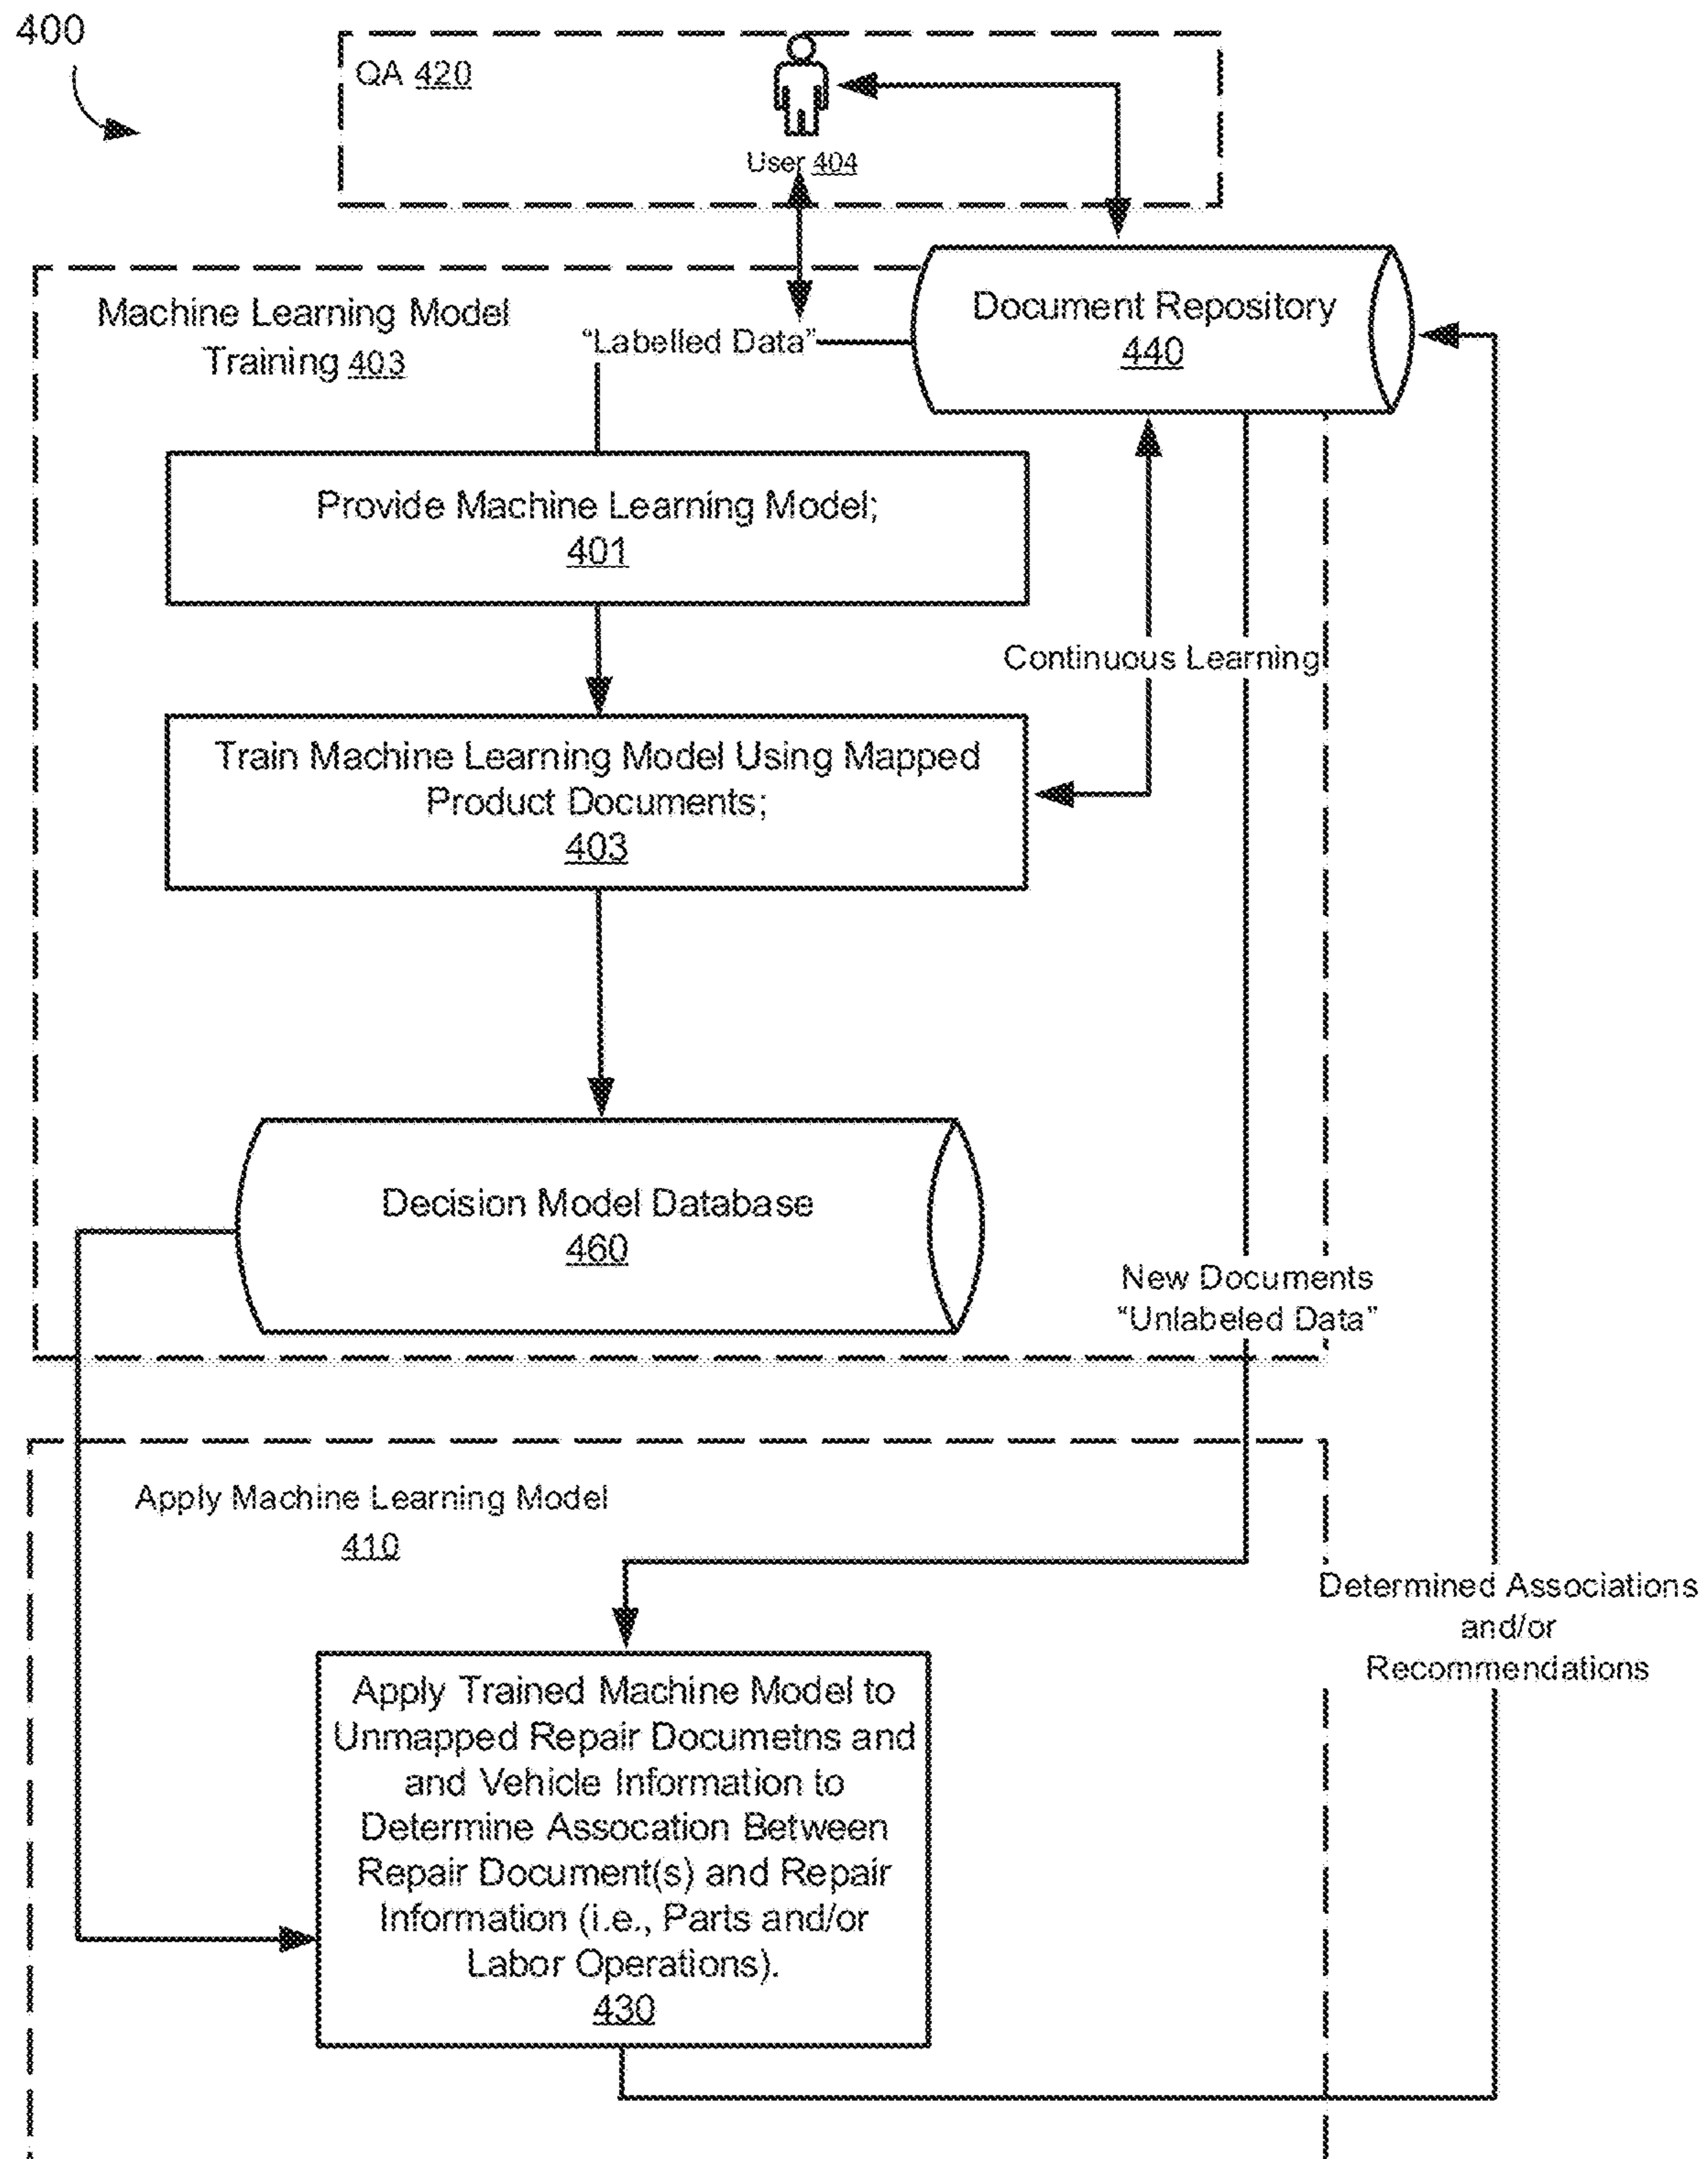 400
QA 420
User 404
Machine Learning Model
Training 403
"Labelled Data"
Document Repository
440
Provide Machine Learning Model;
401
Continuous Learning
Train Machine Learning Model Using Mapped
Product Documents;
403
Decision Model Database
460
New Documents
"Unlabeled Data"
Apply Machine Learning Model
410
Determined Associations
and/or
Recommendations
Apply Trained Machine Model to
Unmapped Repair Documetns and
and Vehicle Information to
Determine Assocation Between
Repair Document(s) and Repair
Information (i.e., Parts and/or
Labor Operations).
430